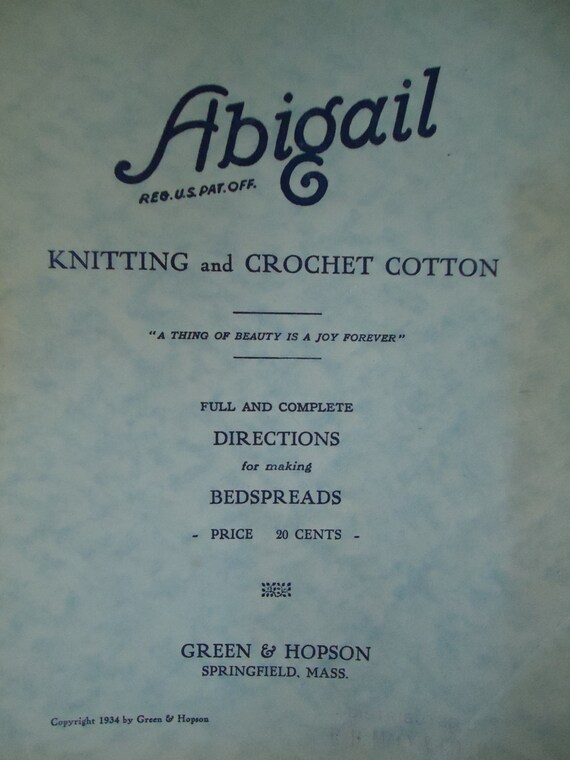 Abigail
REG. U.S. PAT. OFF.
KNITTING and CROCHET COTTON
"A THING OF BEAUTY IS A JOY FOREVER"
FULL AND COMPLETE
DIRECTIONS
for making
BEDSPREADS
- PRICE 20 CENTS -
GREEN & HOPSON
SPRINGFIELD, MASS.
Copyright 1934 by Green & Hopson